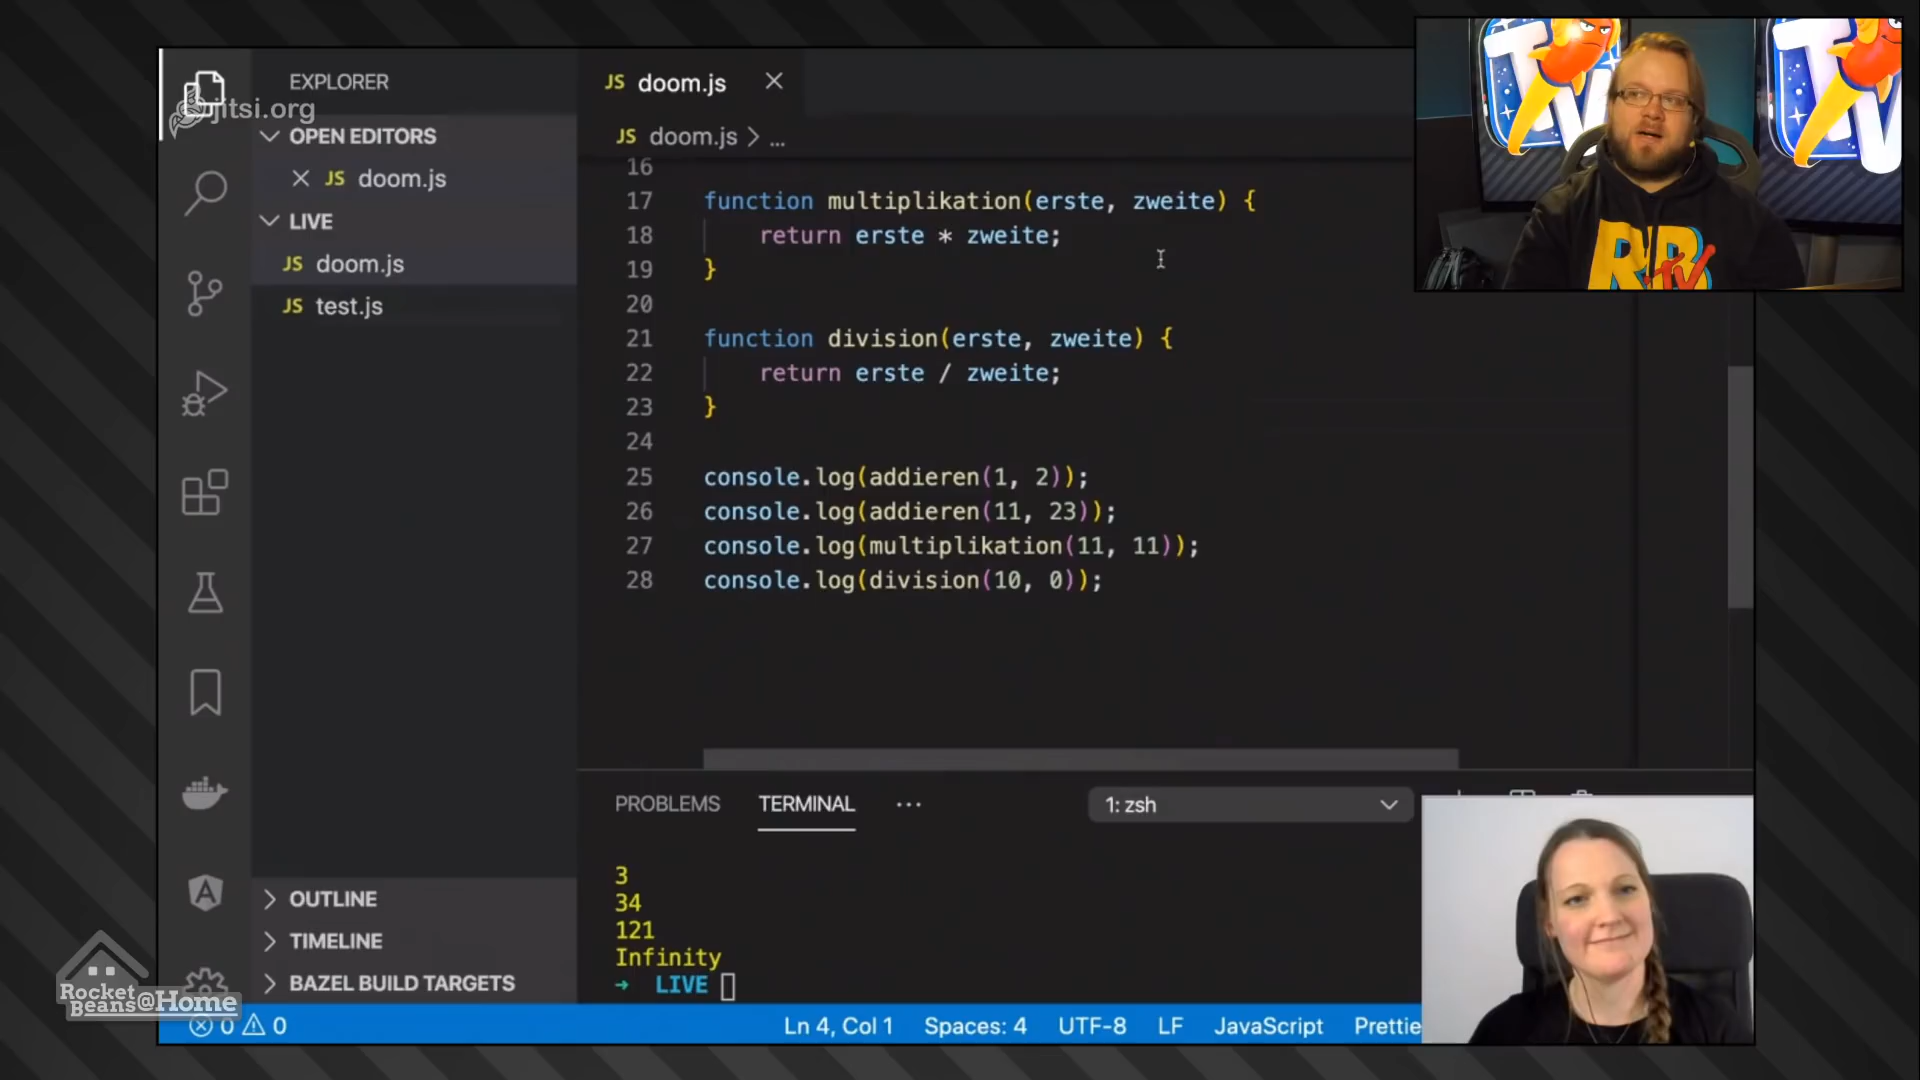 EXPLORER
jitsi.org
OPEN EDITORS
JS doom.js
LIVE
JS doom.js
JS test.js
OUTLINE
TIMELINE
BAZEL BUILD TARGETS
JS doom.js
JS doom.js > ...
16
17 function multiplikation(erste, zweite) {
18 return erste * zweite;
19 }
20
21 function division(erste, zweite) {
22 return erste / zweite;
23 }
24
25 console.log(addieren(1, 2));
26 console.log(addieren(11, 23));
27 console.log(multiplikation(11, 11));
28 console.log(division(10, 0));
PROBLEMS TERMINAL ... 1: zsh
3
34
121
Infinity
→ LIVE
0 0 Ln 4, Col 1 Spaces: 4 UTF-8 LF JavaScript Prettie
Rocket
Beans@Home
TV
TV
RB
TV